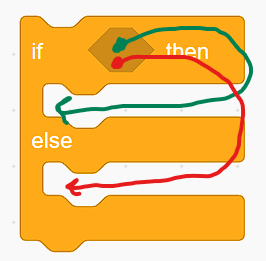 if then
else